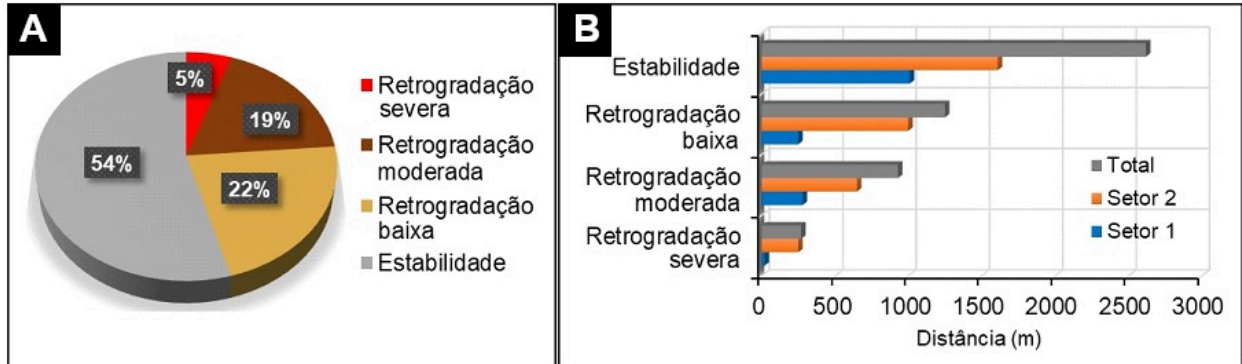 A
5%
19%
22%
54%
Retrogradação
severa
Retrogradação
moderada
Retrogradação
baixa
Estabilidade
B
Estabilidade
Retrogradação
baixa
Retrogradação
moderada
Retrogradação
severa
Total
Setor 2
Setor 1
0 500 1000 1500 2000 2500 3000
Distância (m)